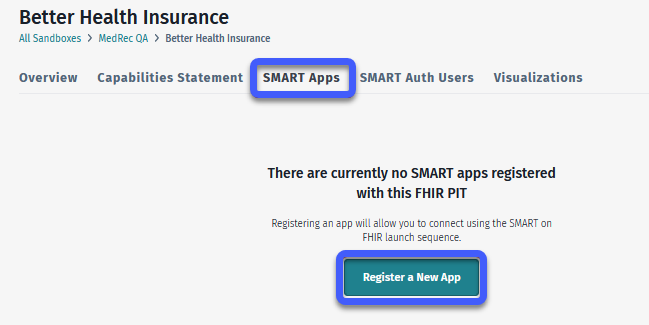 Better Health Insurance
All Sandboxes > MedRec QA > Better Health Insurance
Overview Capabilities Statement SMART Apps SMART Auth Users Visualizations
There are currently no SMART apps registered
with this FHIR PIT
Registering an app will allow you to connect using the SMART on
FHIR launch sequence.
Register a New App